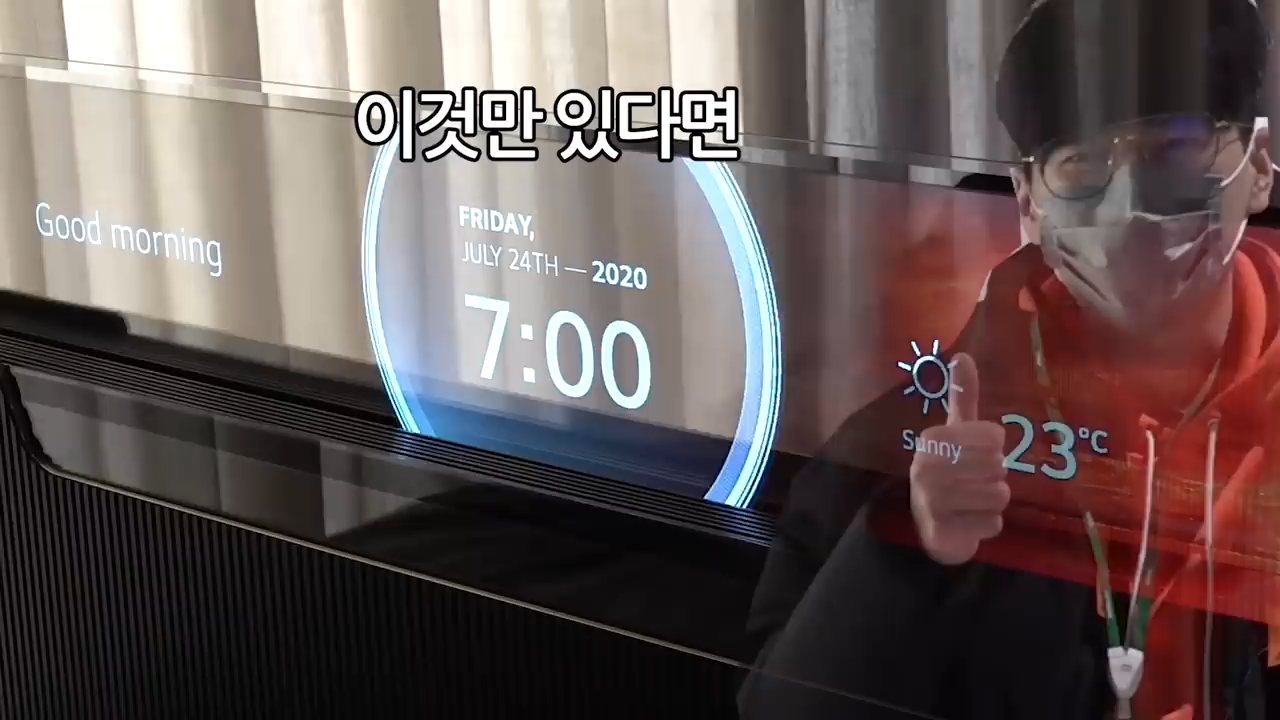 이것만 있다면
Good morning
FRIDAY,
JULY 24TH — 2020
7:00
Sunny
23°C